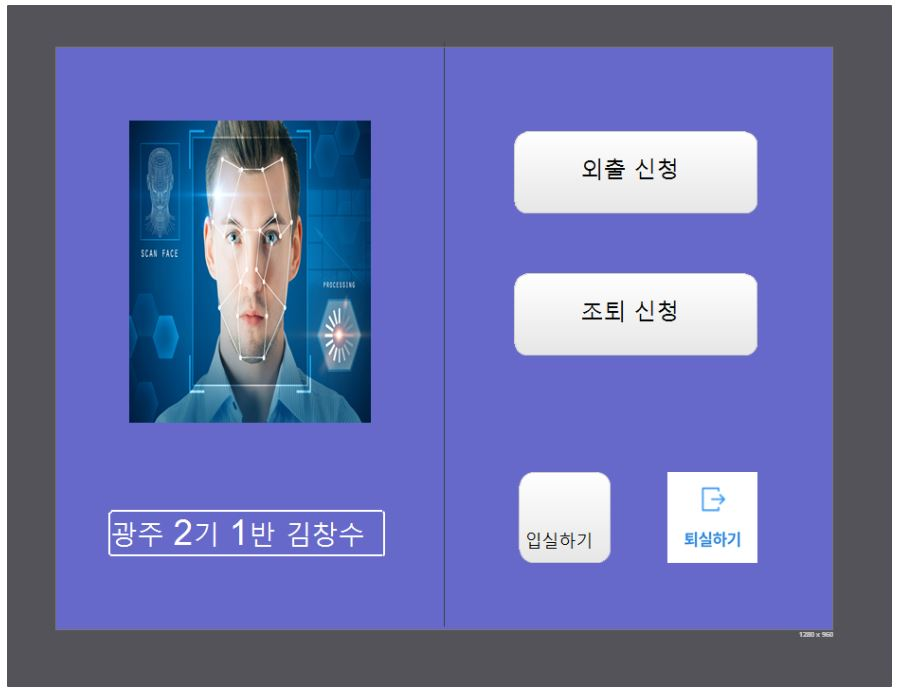 SCAN FACE
PROCESSING
광주 2기 1반 김창수
외출 신청
조퇴 신청
입실하기
퇴실하기
1280 x 960